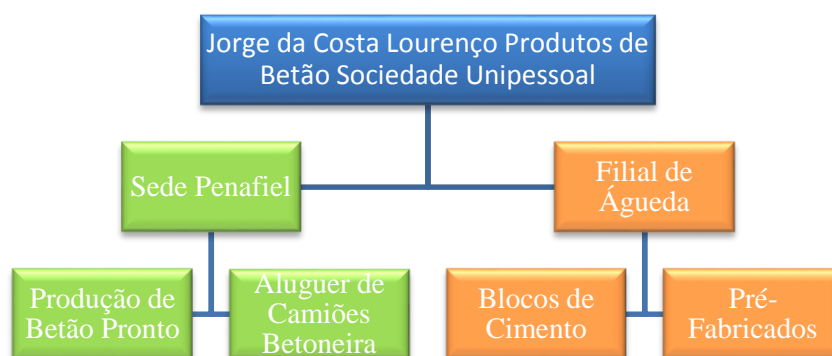 Jorge da Costa Lourenço Produtos de
Betão Sociedade Unipessoal
Sede Penafiel
Filial de
Águeda
Produção de
Betão Pronto
Aluguer de
Camiões
Betoneira
Blocos de
Cimento
Pré-
Fabricados